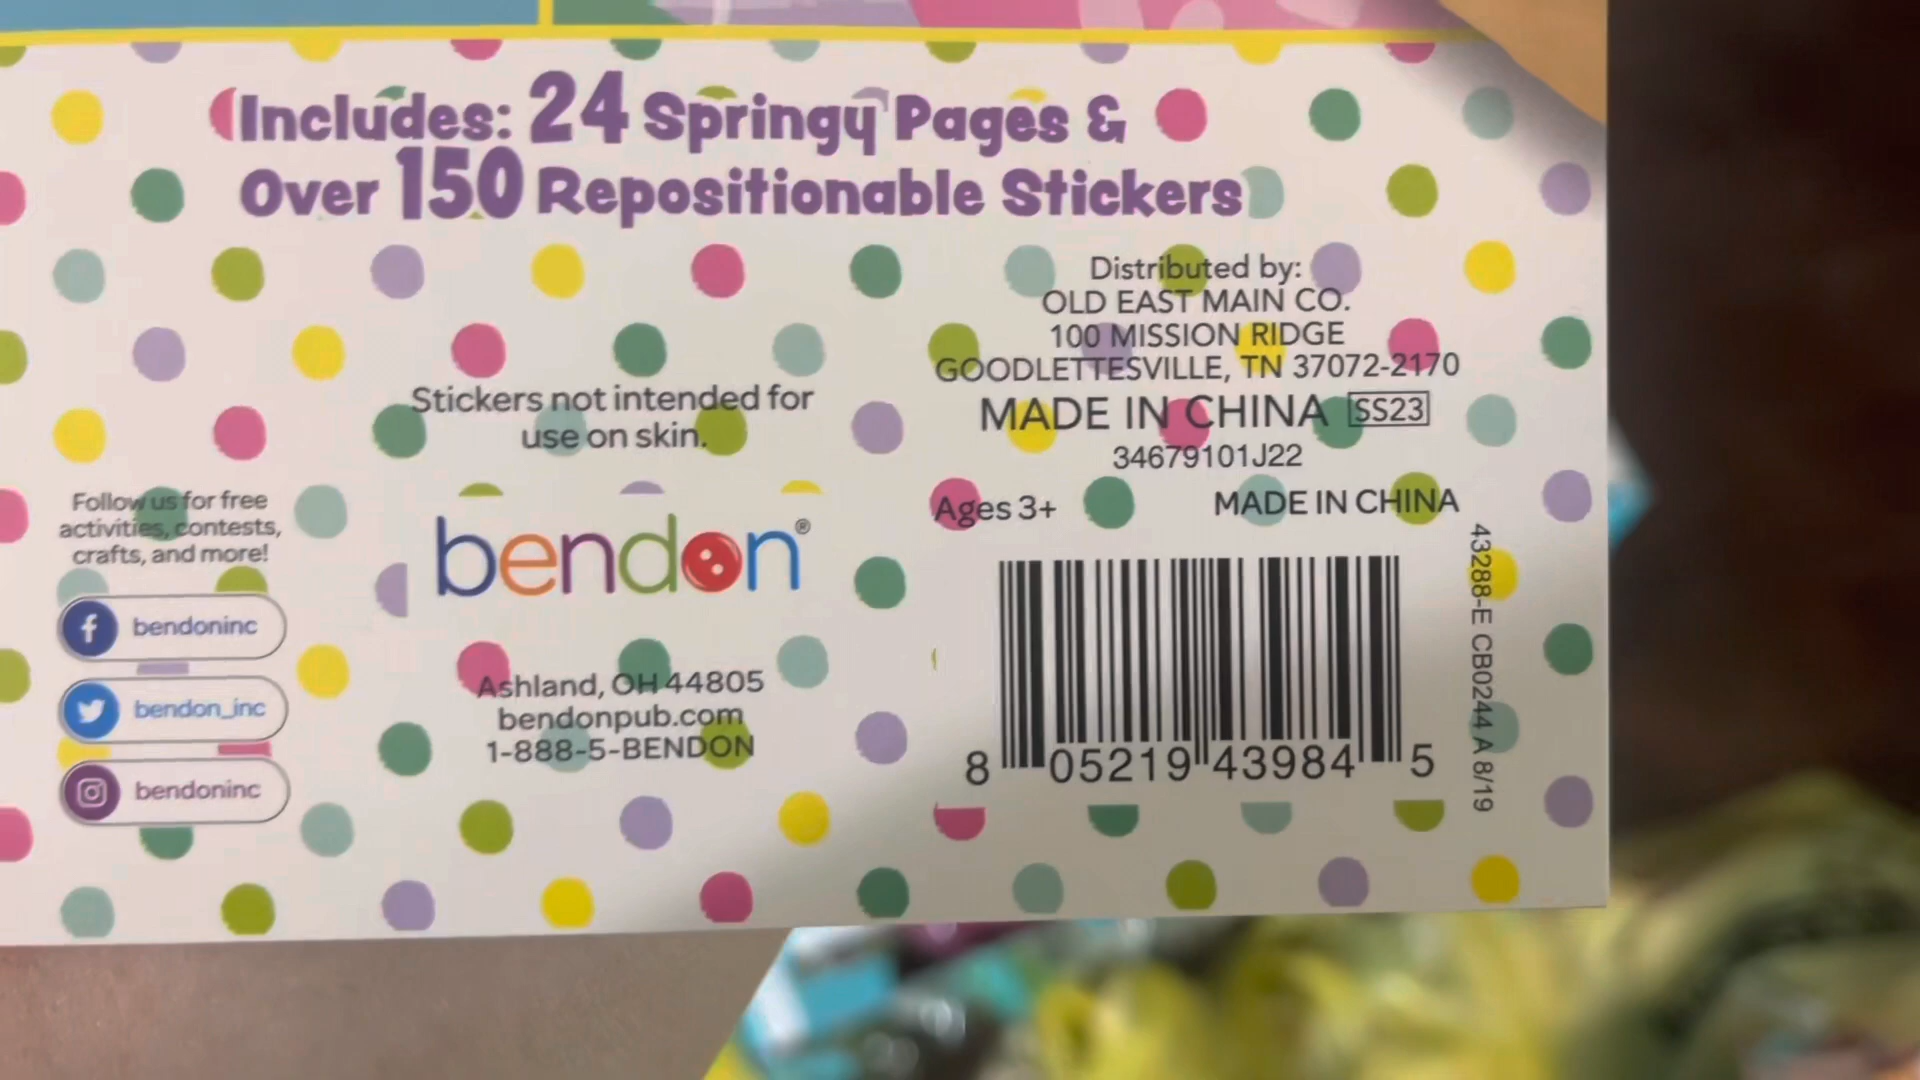 Includes: 24 Springy Pages &
Over 150 Repositionable Stickers
Distributed by:
OLD EAST MAIN CO.
100 MISSION RIDGE
GOODLETTESVILLE, TN 37072-2170
MADE IN CHINA SS23
34679101J22
Ages 3+ MADE IN CHINA
Stickers not intended for
use on skin.
bendon®
Ashland, OH 44805
bendonpub.com
1-888-5-BENDON
Follow us for free
activities, contests,
crafts, and more!
bendoninc
bendon_inc
bendoninc
8 05219 43984 5
43288-E CB0244 A 8/19